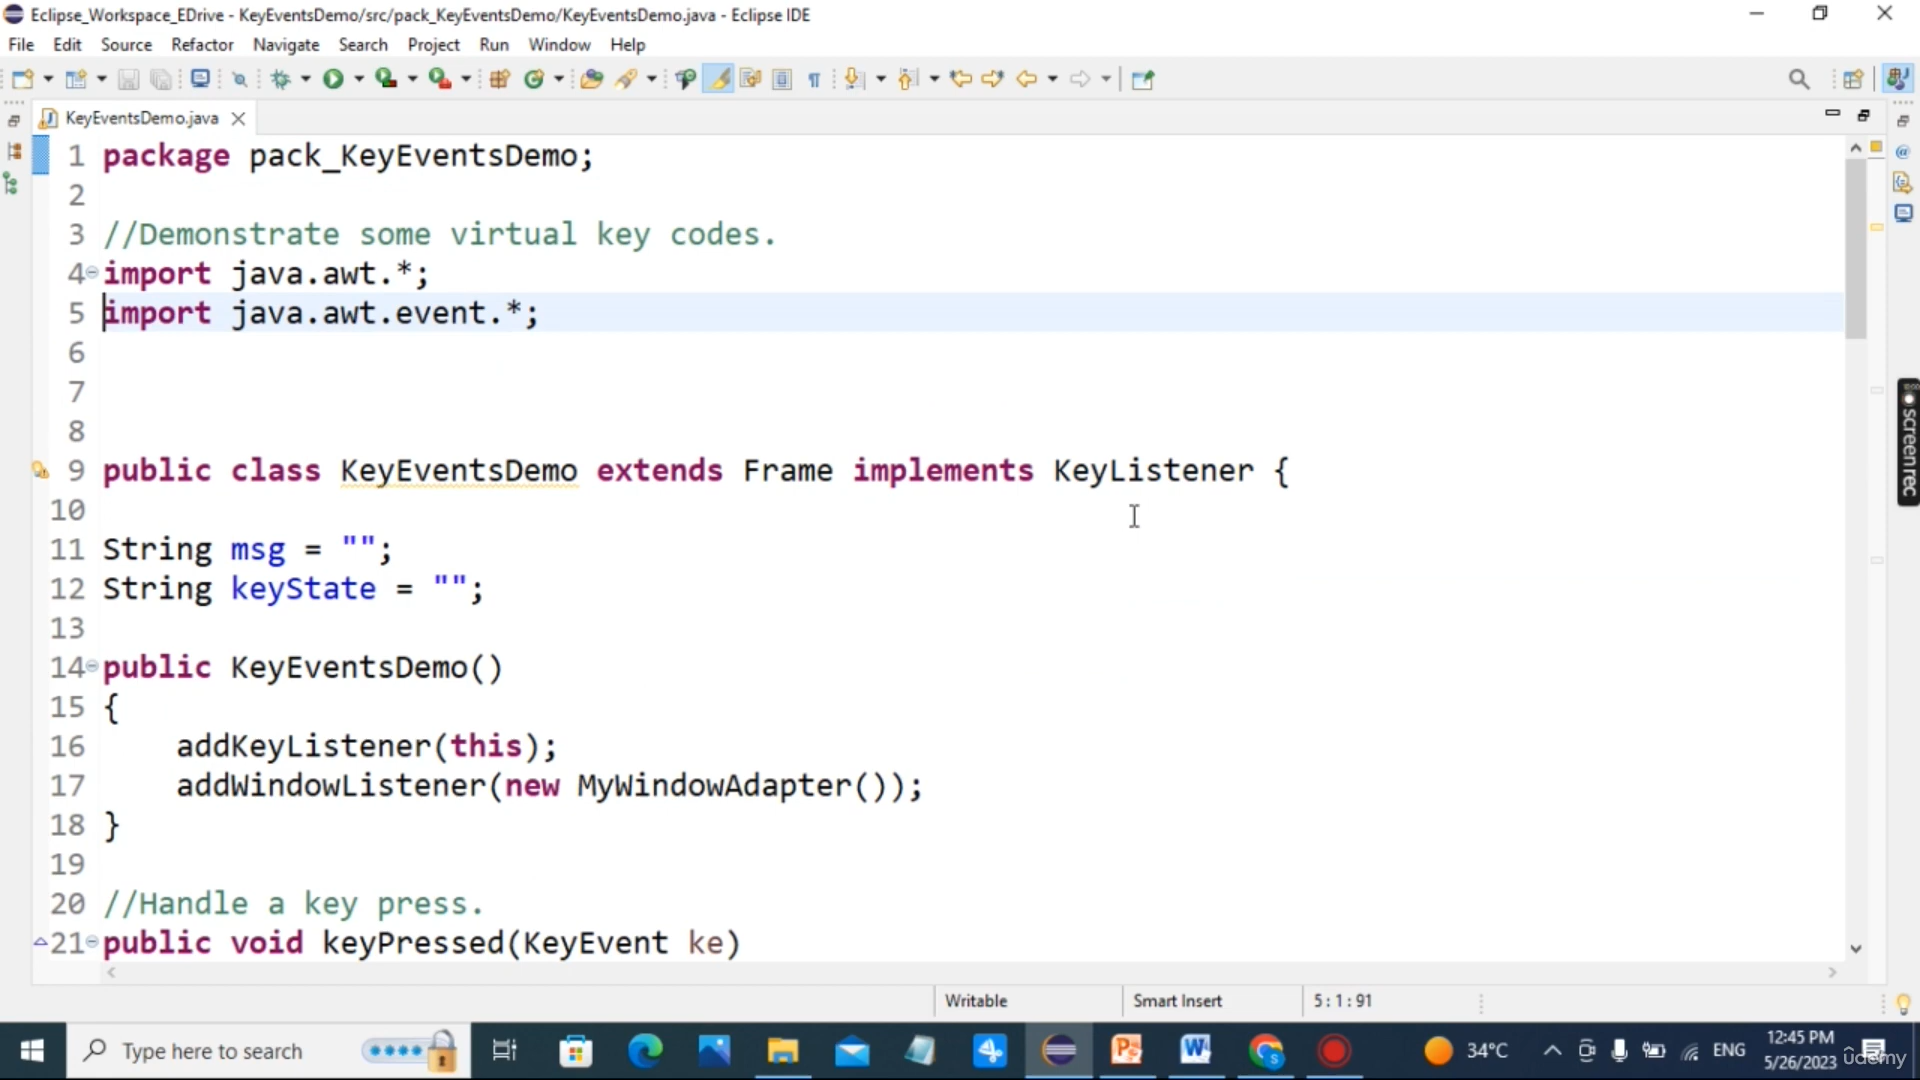 Eclipse_Workspace_EDrive - KeyEventsDemo/src/pack_KeyEventsDemo/KeyEventsDemo.java - Eclipse IDE
File Edit Source Refactor Navigate Search Project Run Window Help
KeyEventsDemo.java
1 package pack_KeyEventsDemo;
2
3 //Demonstrate some virtual key codes.
4 import java.awt.*;
5 import java.awt.event.*;
6
7
8
9 public class KeyEventsDemo extends Frame implements KeyListener {
10
11 String msg = "";
12 String keyState = "";
13
14 public KeyEventsDemo()
15 {
16 addKeyListener(this);
17 addWindowListener(new MyWindowAdapter());
18 }
19
20 //Handle a key press.
21 public void keyPressed(KeyEvent ke)
screenrec
Writable Smart Insert 5 : 1 : 91
Type here to search
34°C ENG 12:45 PM
5/26/2023
udemy